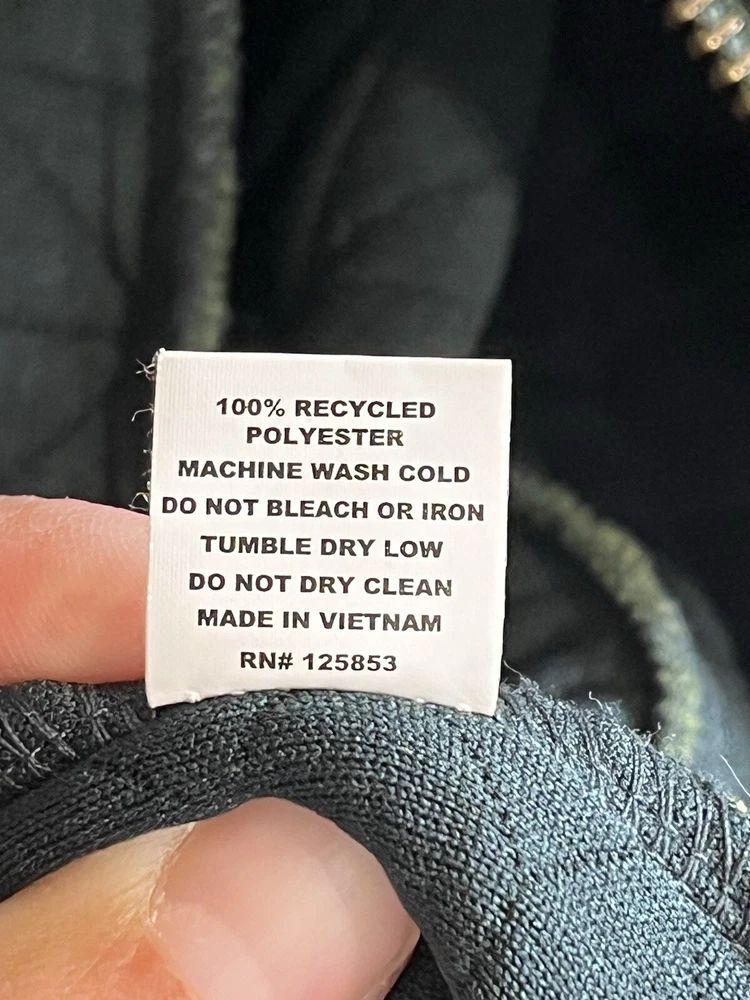 100% RECYCLED
POLYESTER
MACHINE WASH COLD
DO NOT BLEACH OR IRON
TUMBLE DRY LOW
DO NOT DRY CLEAN
MADE IN VIETNAM
RN# 125853